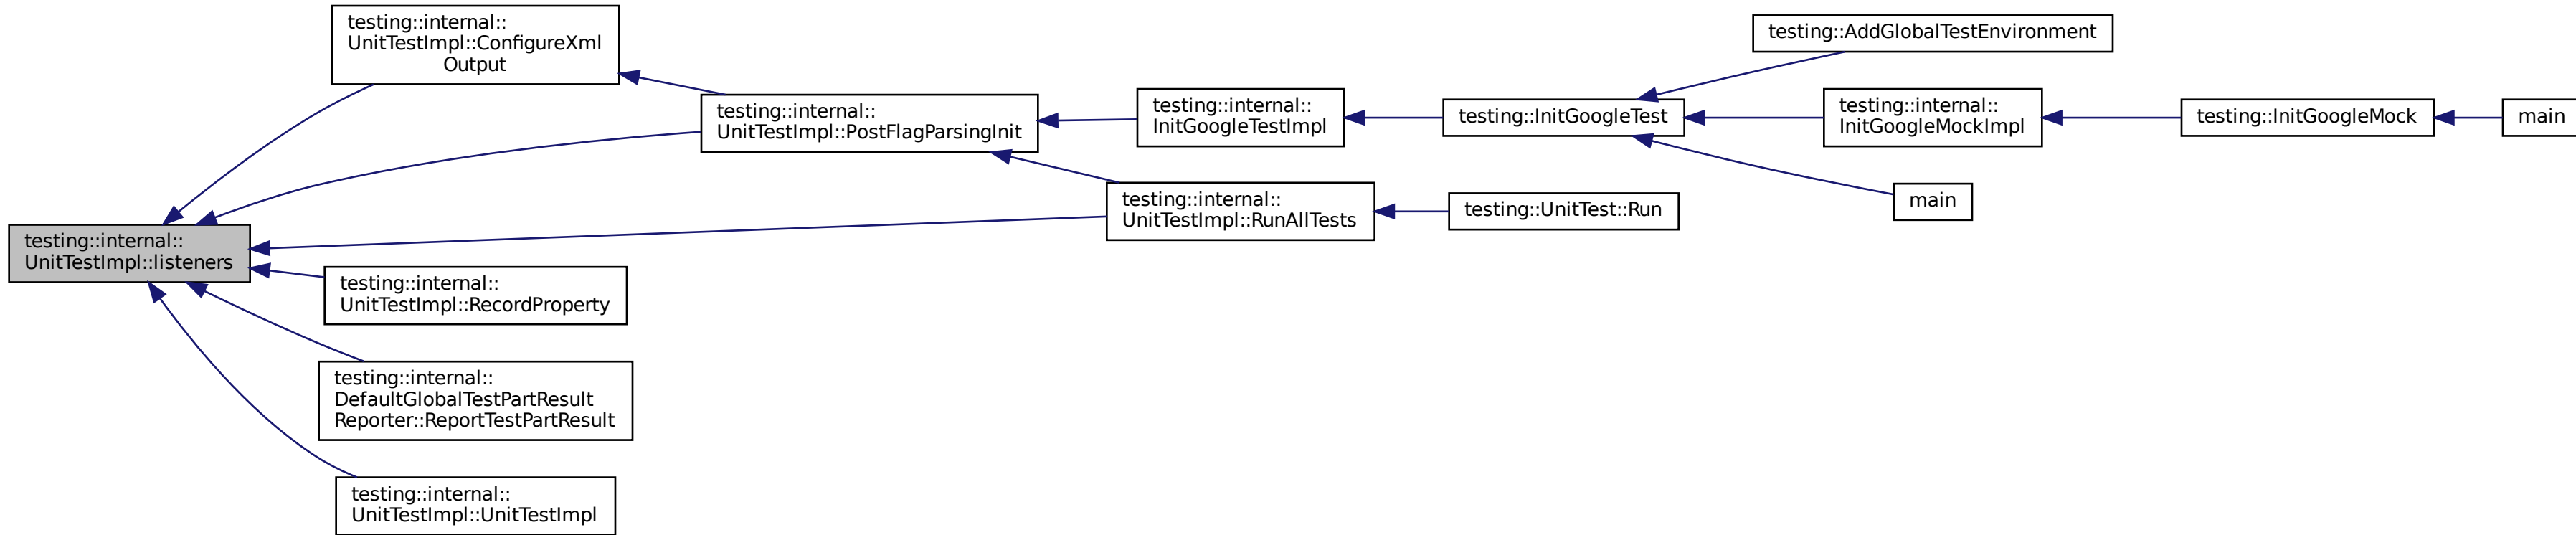 testing::internal::
UnitTestImpl::ConfigureXml
Output
testing::internal::
UnitTestImpl::PostFlagParsingInit
testing::internal::
InitGoogleTestImpl
testing::InitGoogleTest
testing::AddGlobalTestEnvironment
testing::internal::
InitGoogleMockImpl
testing::InitGoogleMock
main
main
testing::internal::
UnitTestImpl::RunAllTests
testing::UnitTest::Run
testing::internal::
UnitTestImpl::listeners
testing::internal::
UnitTestImpl::RecordProperty
testing::internal::
DefaultGlobalTestPartResult
Reporter::ReportTestPartResult
testing::internal::
UnitTestImpl::UnitTestImpl